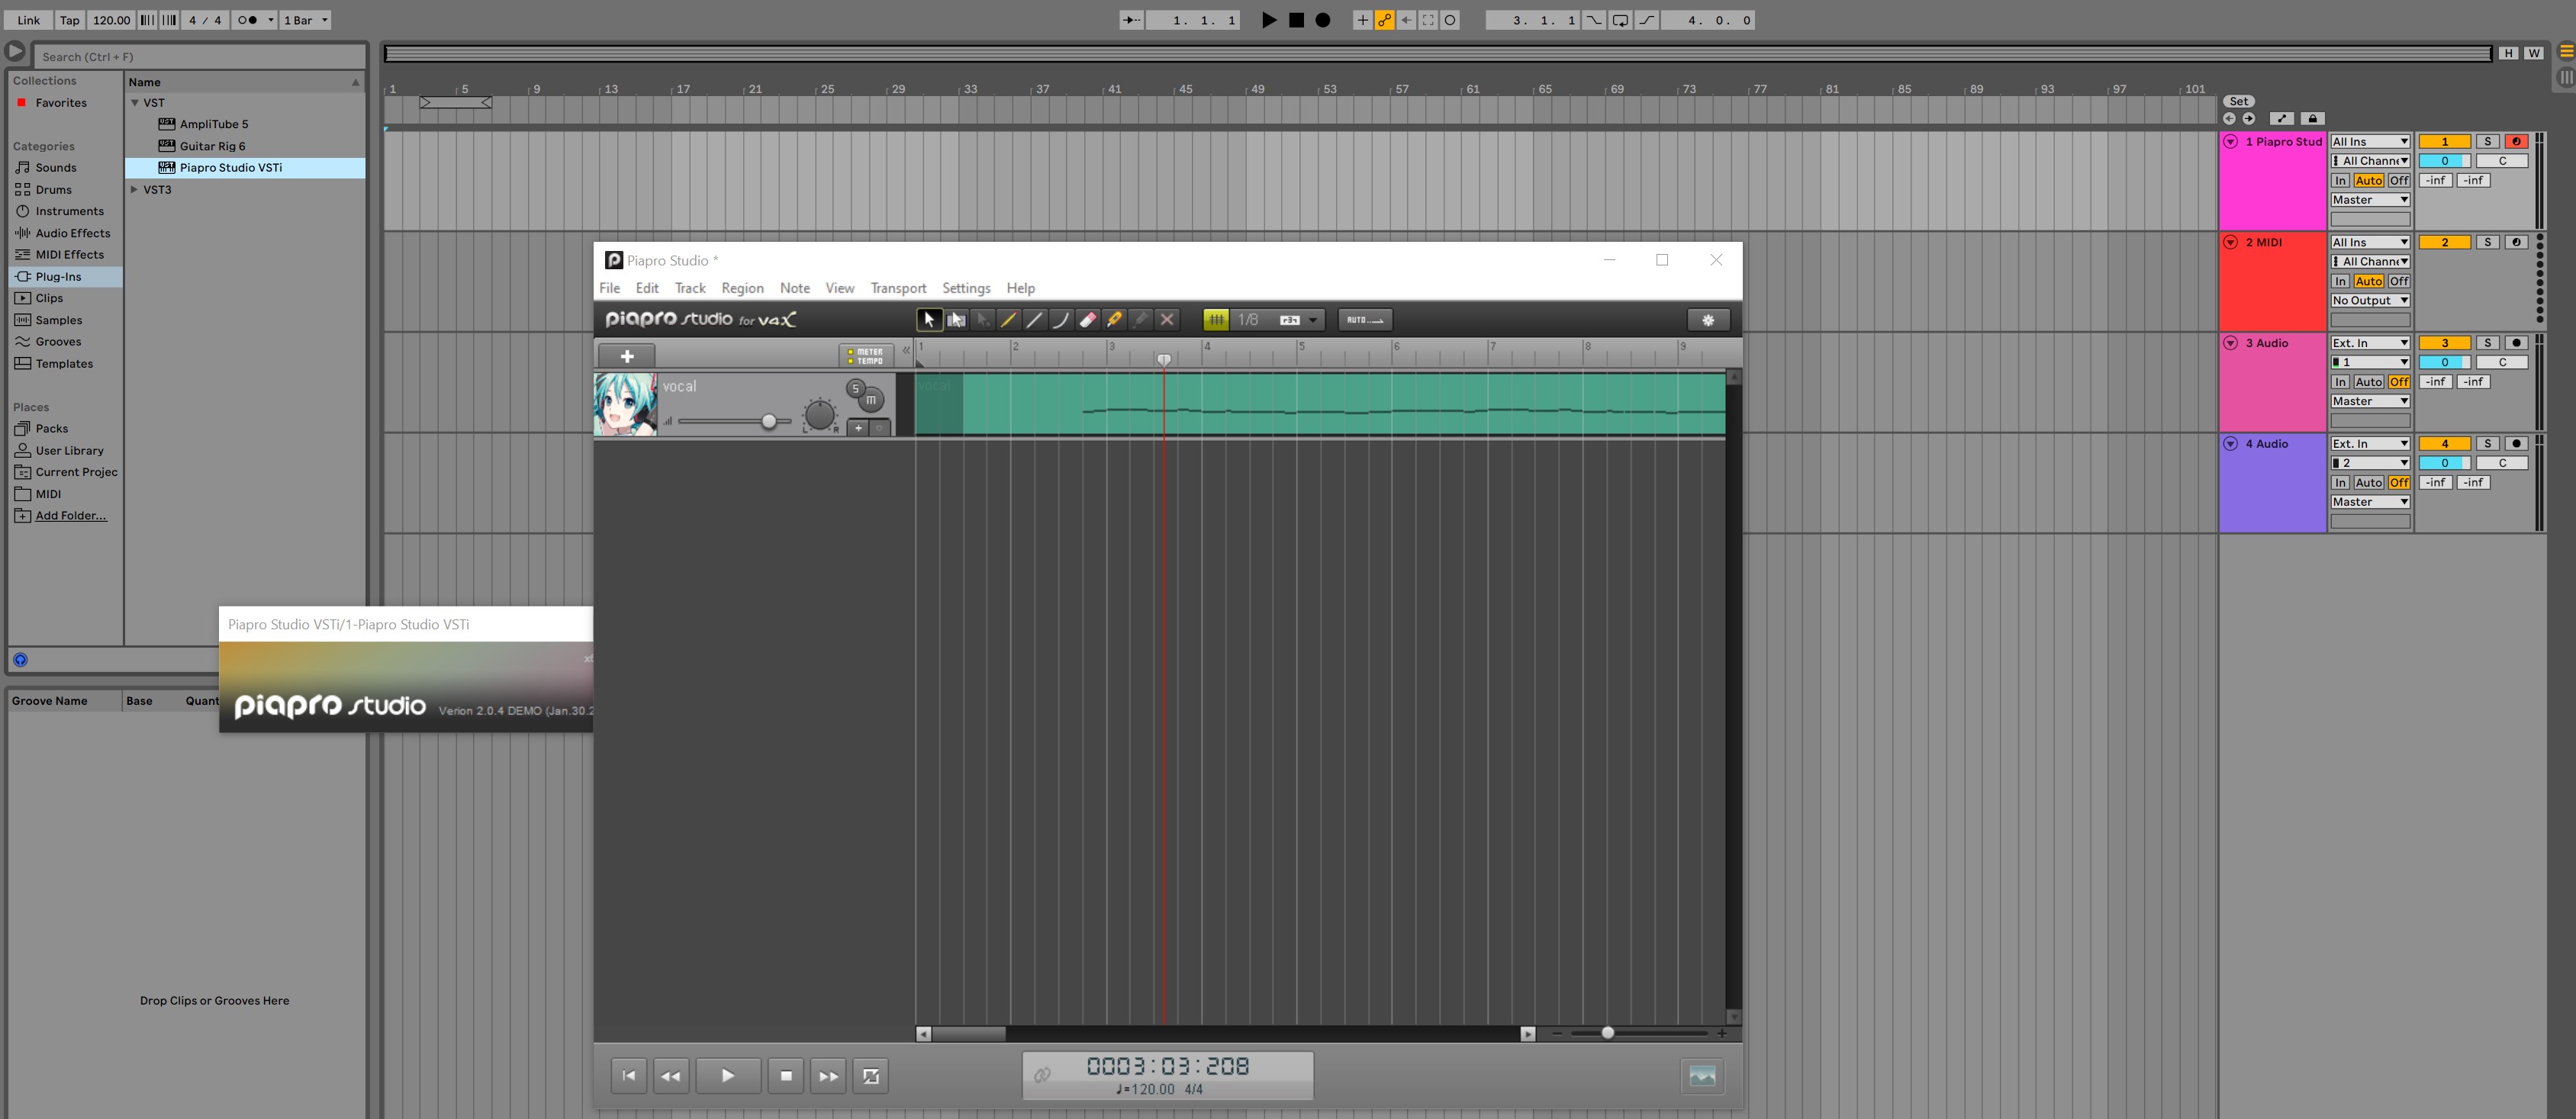 Link Tap 120.00 4 / 4 1 Bar 1. 1. 1 3. 1. 1 4. 0. 0
Search (Ctrl + F)
H W
Collections
Favorites
Categories
Sounds
Drums
Instruments
Audio Effects
MIDI Effects
Plug-Ins
Clips
Samples
Grooves
Templates
Places
Packs
User Library
Current Projec
MIDI
Add Folder...
Name
VST
AmpliTube 5
Guitar Rig 6
Piapro Studio VSTi
VST3
1 5 9 13 17 21 25 29 33 37 41 45 49 53 57 61 65 69 73 77 81 85 89 93 97 101
Set
1 Piapro Stud All Ins 1 S
All Channe 0 C
In Auto Off -inf -inf
Master
2 MIDI All Ins 2 S
All Channe
In Auto Off
No Output
3 Audio Ext. In 3 S
1 0 C
In Auto Off -inf -inf
Master
4 Audio Ext. In 4 S
2 0 C
In Auto Off -inf -inf
Master
Piapro Studio *
File Edit Track Region Note View Transport Settings Help
piapro studio for V4X 1/8 AUTO
METER
TEMPO
1 2 3 4 5 6 7 8 9
vocal
S
m
L R
vocal
0003:03:208
♩=120.00 4/4
Piapro Studio VSTi/1-Piapro Studio VSTi
piapro studio Verion 2.0.4 DEMO (Jan.30.2
Groove Name Base Quant
Drop Clips or Grooves Here